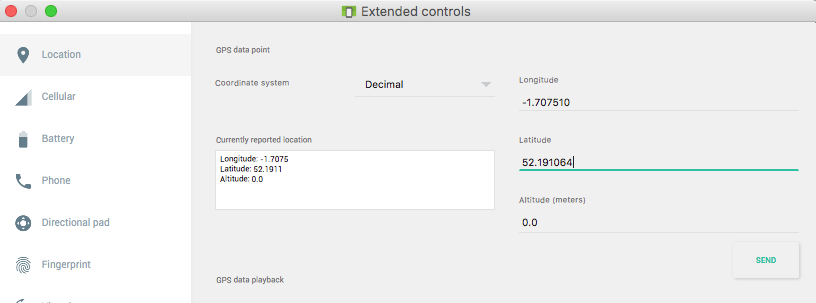 Extended controls
Location
Cellular
Battery
Phone
Directional pad
Fingerprint
GPS data point
Coordinate system
Decimal
Currently reported location
Longitude: -1.7075
Latitude: 52.1911
Altitude: 0.0
GPS data playback
Longitude
-1.707510
Latitude
52.191064
Altitude (meters)
0.0
SEND